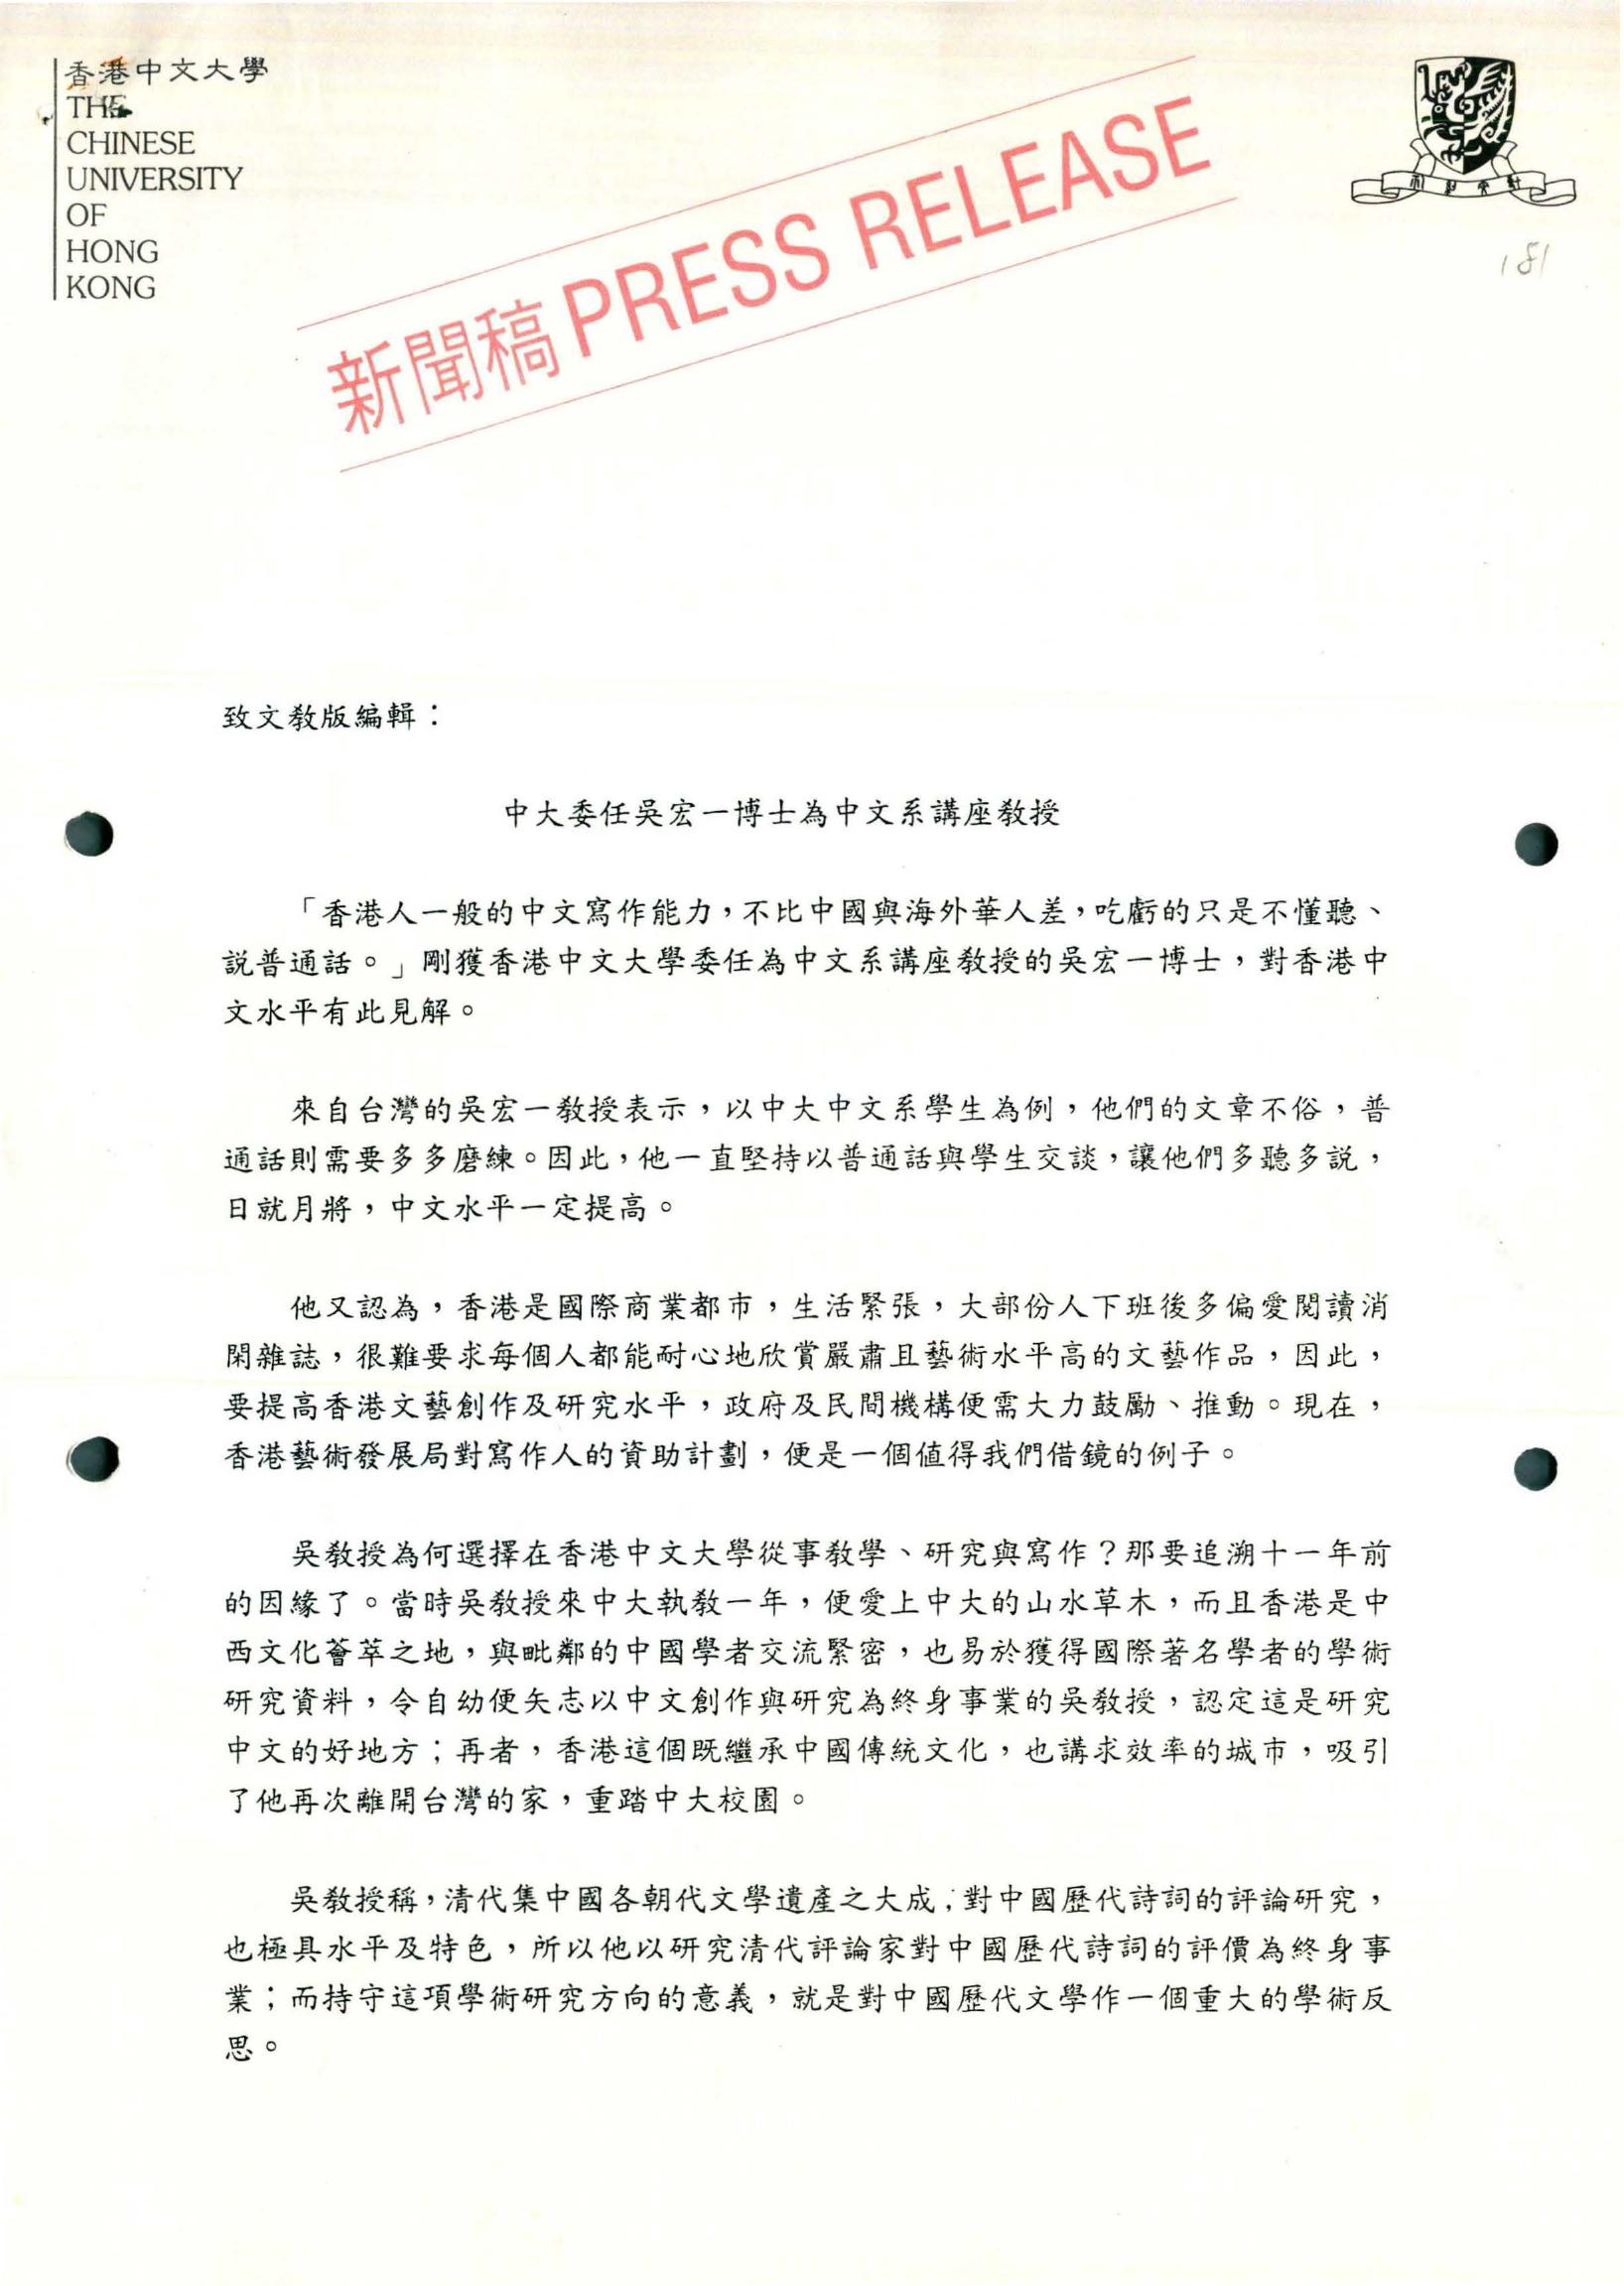 香港中文大學
THE
CHINESE
UNIVERSITY
OF
HONG
KONG
新聞稿 PRESS RELEASE
181
致文教版編輯：
中大委任吳宏一博士為中文系講座教授
「香港人一般的中文寫作能力，不比中國與海外華人差，吃虧的只是不懂聽、
說普通話。」剛獲香港中文大學委任為中文系講座教授的吳宏一博士，對香港中
文水平有此見解。
來自台灣的吳宏一教授表示，以中大中文系學生為例，他們的文章不俗，普
通話則需要多多磨練。因此，他一直堅持以普通話與學生交談，讓他們多聽多說，
日就月將，中文水平一定提高。
他又認為，香港是國際商業都市，生活緊張，大部份人下班後多偏愛閱讀消
閑雜誌，很難要求每個人都能耐心地欣賞嚴肅且藝術水平高的文藝作品，因此，
要提高香港文藝創作及研究水平，政府及民間機構便需大力鼓勵、推動。現在，
香港藝術發展局對寫作人的資助計劃，便是一個值得我們借鏡的例子。
吳教授為何選擇在香港中文大學從事教學、研究與寫作？那要追溯十一年前
的因緣了。當時吳教授來中大執教一年，便愛上中大的山水草木，而且香港是中
西文化薈萃之地，與毗鄰的中國學者交流緊密，也易於獲得國際著名學者的學術
研究資料，令自幼便矢志以中文創作與研究為終身事業的吳教授，認定這是研究
中文的好地方；再者，香港這個既繼承中國傳統文化，也講求效率的城市，吸引
了他再次離開台灣的家，重踏中大校園。
吳教授稱，清代集中國各朝代文學遺產之大成；對中國歷代詩詞的評論研究，
也極具水平及特色，所以他以研究清代評論家對中國歷代詩詞的評價為終身事
業；而持守這項學術研究方向的意義，就是對中國歷代文學作一個重大的學術反
思。